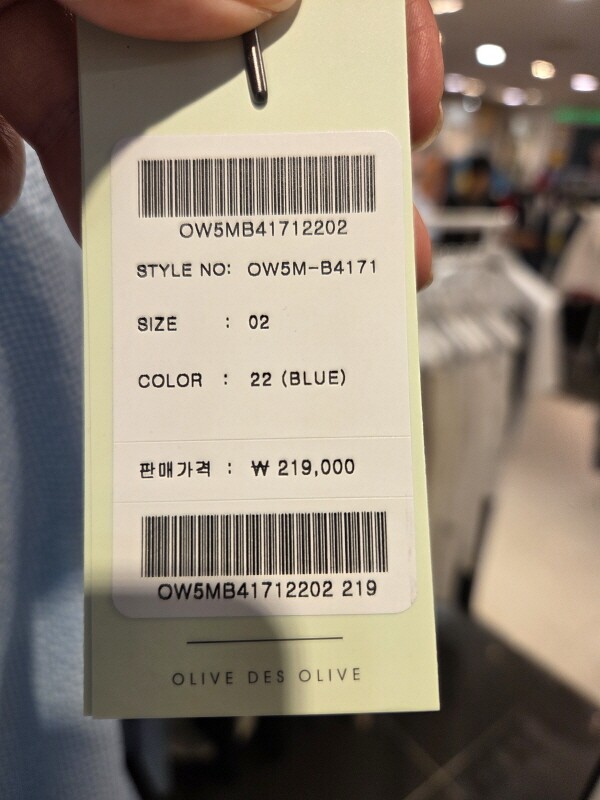 OW5MB41712202
STYLE NO: OW5M-B4171
SIZE : 02
COLOR : 22 (BLUE)
판매가격 : ₩ 219,000
OW5MB41712202 219
OLIVE DES OLIVE